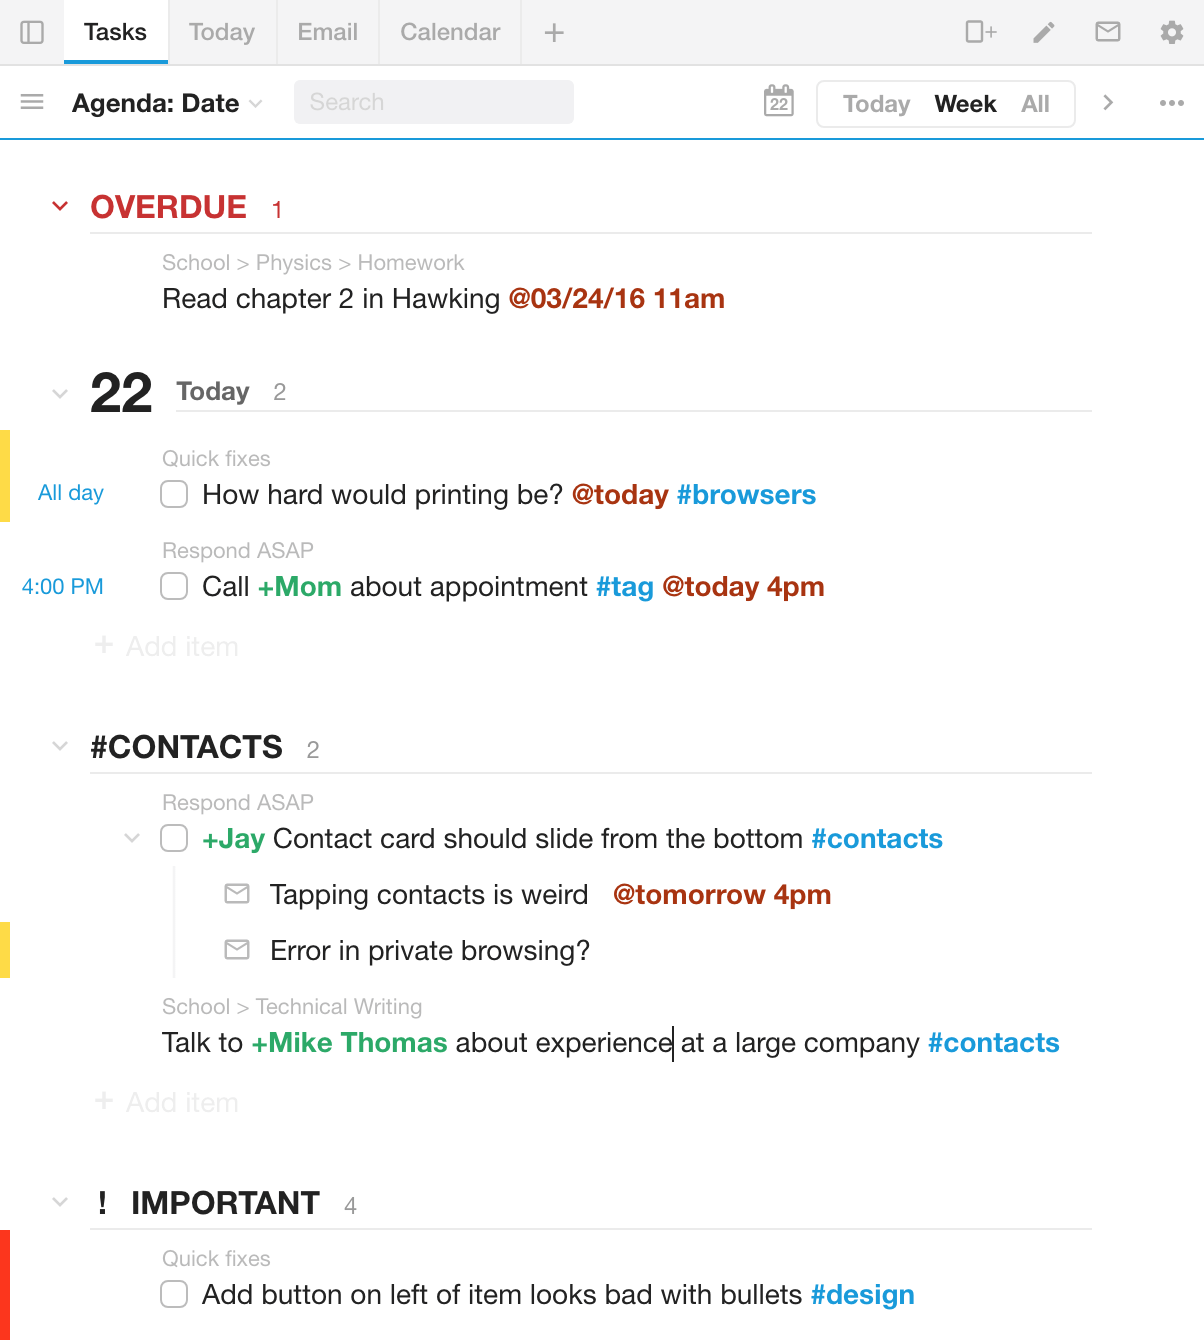 Tasks Today Email Calendar +
Agenda: Date Search 22 Today Week All
OVERDUE 1
School > Physics > Homework
Read chapter 2 in Hawking @03/24/16 11am
22 Today 2
Quick fixes
All day How hard would printing be? @today #browsers
Respond ASAP
4:00 PM Call +Mom about appointment #tag @today 4pm
+ Add item
#CONTACTS 2
Respond ASAP
+Jay Contact card should slide from the bottom #contacts
Tapping contacts is weird @tomorrow 4pm
Error in private browsing?
School > Technical Writing
Talk to +Mike Thomas about experience at a large company #contacts
+ Add item
! IMPORTANT 4
Quick fixes
Add button on left of item looks bad with bullets #design